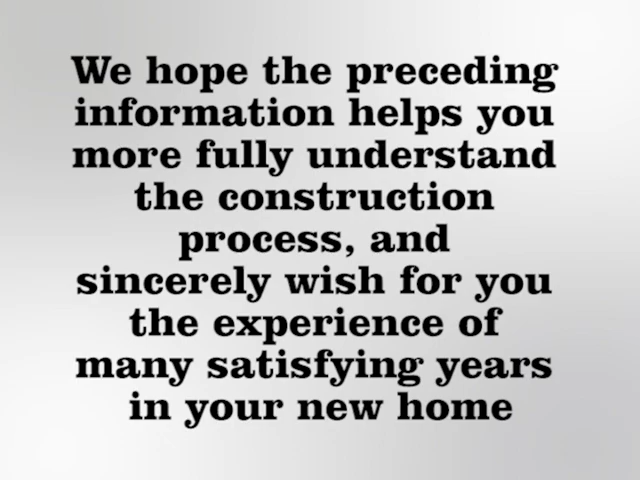 We hope the preceding
information helps you
more fully understand
the construction
process, and
sincerely wish for you
the experience of
many satisfying years
in your new home